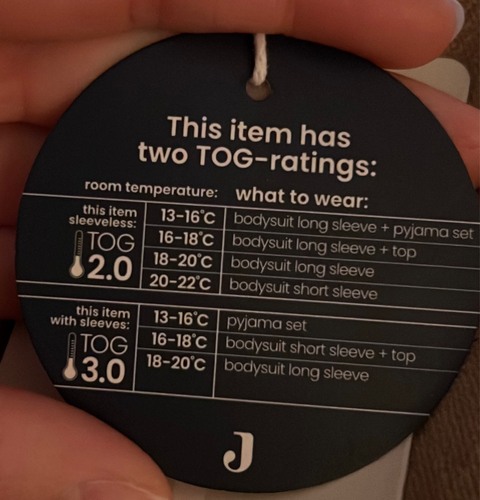 This item has
two TOG-ratings:
room temperature: what to wear:
this item
sleeveless:
TOG
2.0
13-16°C bodysuit long sleeve + pyjama set
16-18°C bodysuit long sleeve + top
18-20°C bodysuit long sleeve
20-22°C bodysuit short sleeve
this item
with sleeves:
TOG
3.0
13-16°C pyjama set
16-18°C bodysuit short sleeve + top
18-20°C bodysuit long sleeve
J